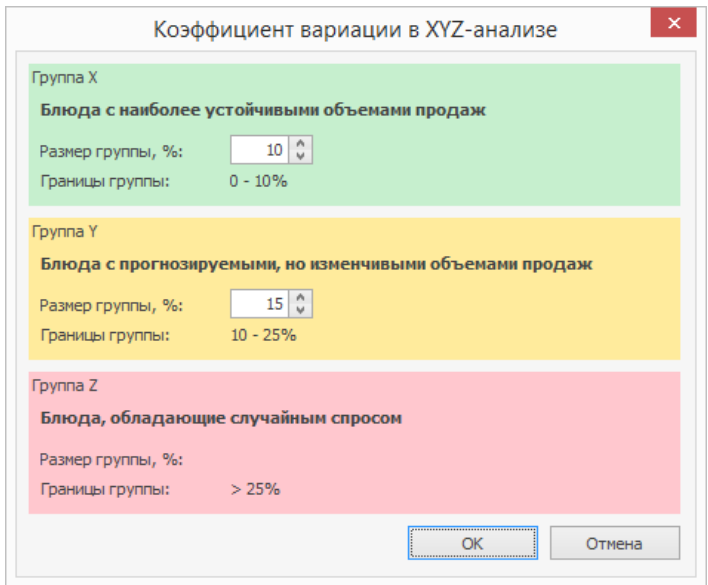 Коэффициент вариации в XYZ-анализе
Группа X
Блюда с наиболее устойчивыми объемами продаж
Размер группы, %: 10
Границы группы: 0 - 10%
Группа Y
Блюда с прогнозируемыми, но изменчивыми объемами продаж
Размер группы, %: 15
Границы группы: 10 - 25%
Группа Z
Блюда, обладающие случайным спросом
Размер группы, %:
Границы группы: > 25%
ОК Отмена